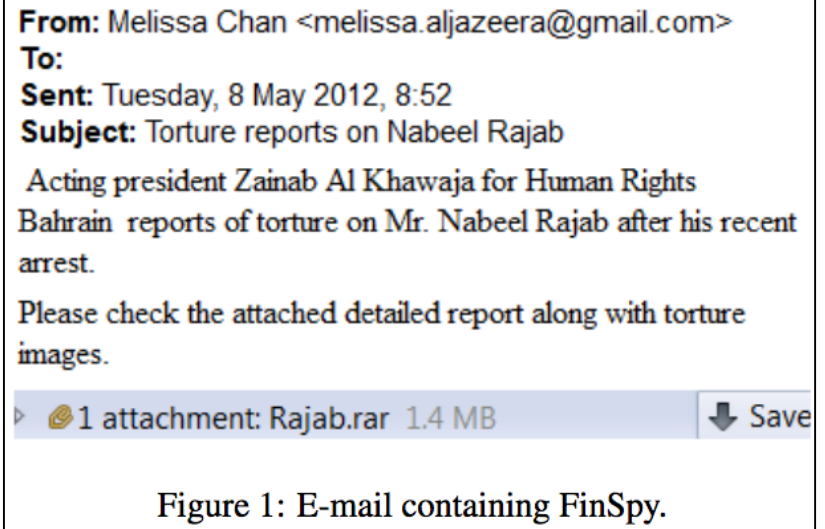 From: Melissa Chan <melissa.aljazeera@gmail.com>
To:
Sent: Tuesday, 8 May 2012, 8:52
Subject: Torture reports on Nabeel Rajab
Acting president Zainab Al Khawaja for Human Rights
Bahrain reports of torture on Mr. Nabeel Rajab after his recent
arrest.
Please check the attached detailed report along with torture
images.
1 attachment: Rajab.rar 1.4 MB Save
Figure 1: E-mail containing FinSpy.